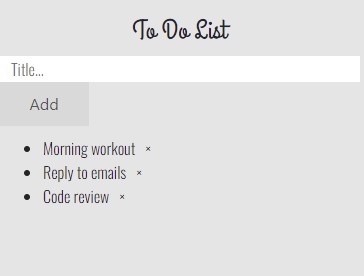 To Do List
Title...
Add
Morning workout ×
Reply to emails ×
Code review ×